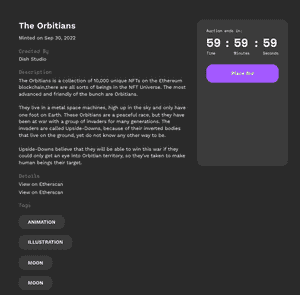 The Orbitians
Minted on Sep 30, 2022
Created By
Dish Studio
Description
The Orbitians is a collection of 10,000 unique NFTs on the Ethereum
blockchain,there are all sorts of beings in the NFT Universe. The most
advanced and friendly of the bunch are Orbitians.
They live in a metal space machines, high up in the sky and only have
one foot on Earth. These Orbitians are a peaceful race, but they have
been at war with a group of invaders for many generations. The
invaders are called Upside-Downs, because of their inverted bodies
that live on the ground, yet do not know any other way to be.
Upside-Downs believe that they will be able to win this war if they
could only get an eye into Orbitian territory, so they've taken to make
human beings their target.
Details
View on Etherscan
View on Etherscan
Tags
ANIMATION
ILLUSTRATION
MOON
MOON
Auction ends in:
59 : 59 : 59
Time Minutes Seconds
Place Bid